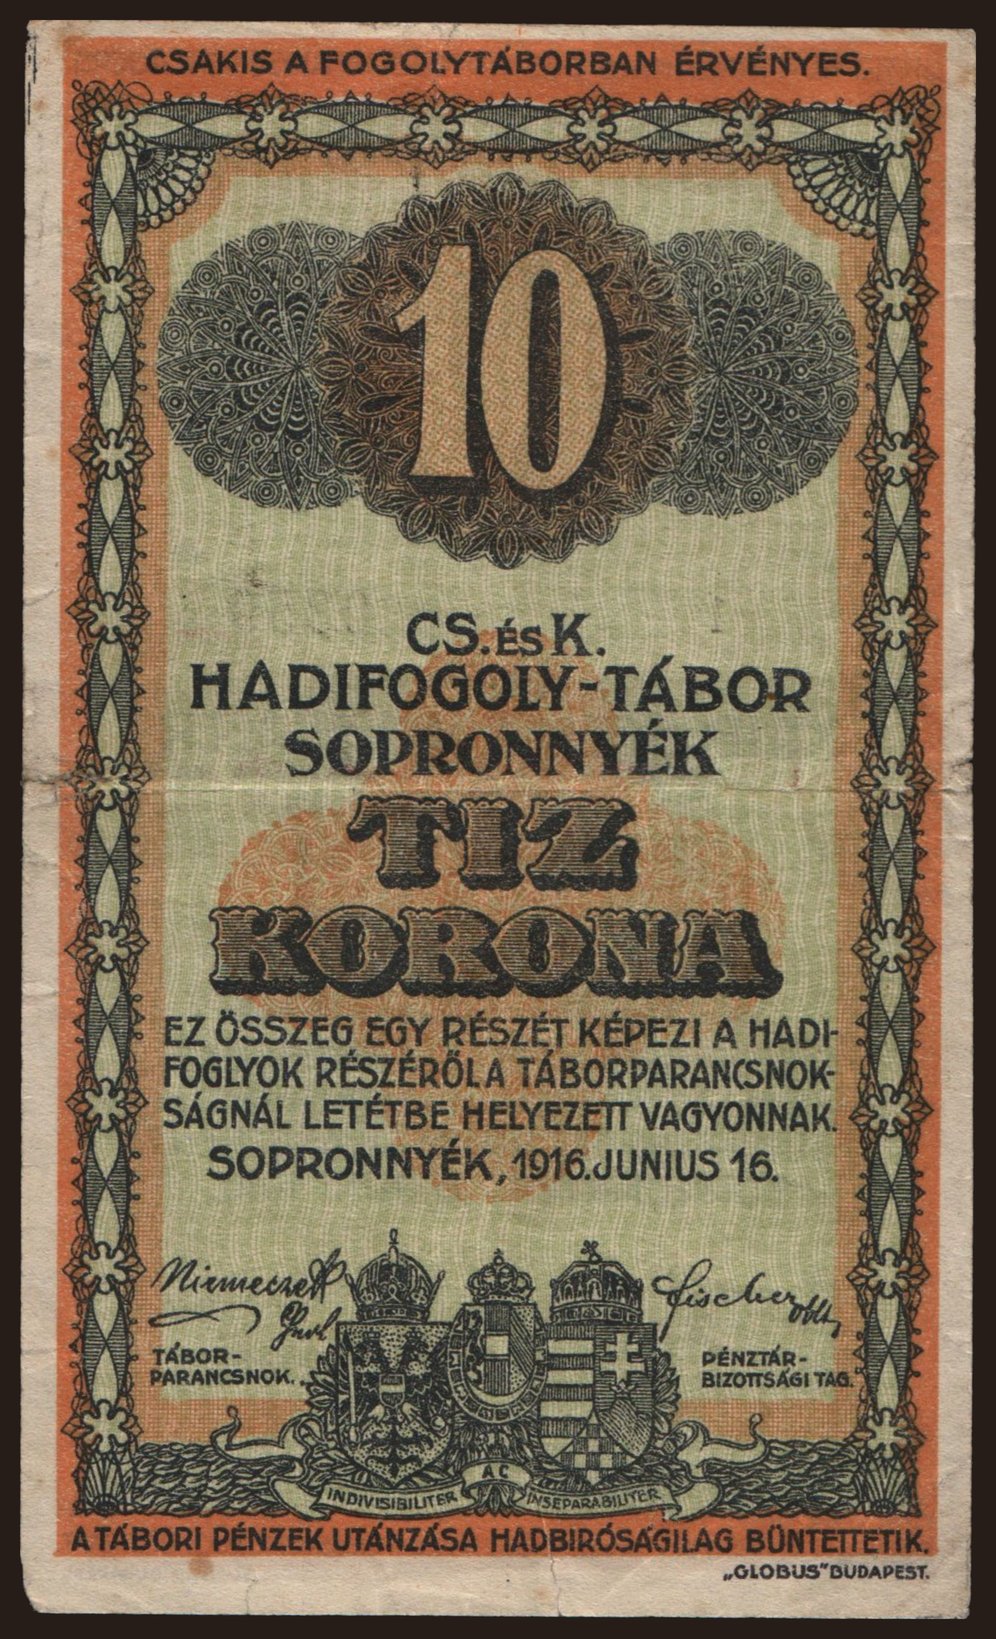 CSAKIS A FOGOLYTÁBORBAN ÉRVÉNYES.
10
CS. ÉS K.
HADIFOGOLY-TÁBOR
SOPRONNYÉK
TIZ
KORONA
EZ ÖSSZEG EGY RÉSZÉT KÉPEZI A HADI-
FOGLYOK RÉSZÉRŐL A TÁBORPARANCSNOK-
SÁGNÁL LETÉTBE HELYEZETT VAGYONNAK.
SOPRONNYÉK, 1916. JUNIUS 16.
TÁBOR-
PARANCSNOK.
PÉNZTÁR-
BIZOTTSÁGI TAG.
INDIVISIBILITER AC INSEPARABILITER
A TÁBORI PÉNZEK UTÁNZÁSA HADBIRÓSÁGILAG BÜNTETTETIK.
„GLOBUS" BUDAPEST.